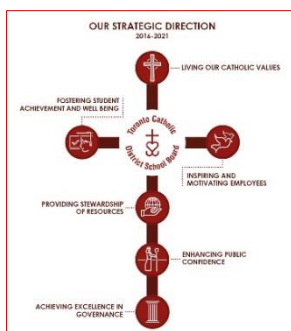 OUR STRATEGIC DIRECTION
2016-2021
LIVING OUR CATHOLIC VALUES
FOSTERING STUDENT
ACHIEVEMENT AND WELL BEING
Toronto Catholic
District School Board
INSPIRING AND
MOTIVATING EMPLOYEES
PROVIDING STEWARDSHIP
OF RESOURCES
ENHANCING PUBLIC
CONFIDENCE
ACHIEVING EXCELLENCE IN
GOVERNANCE